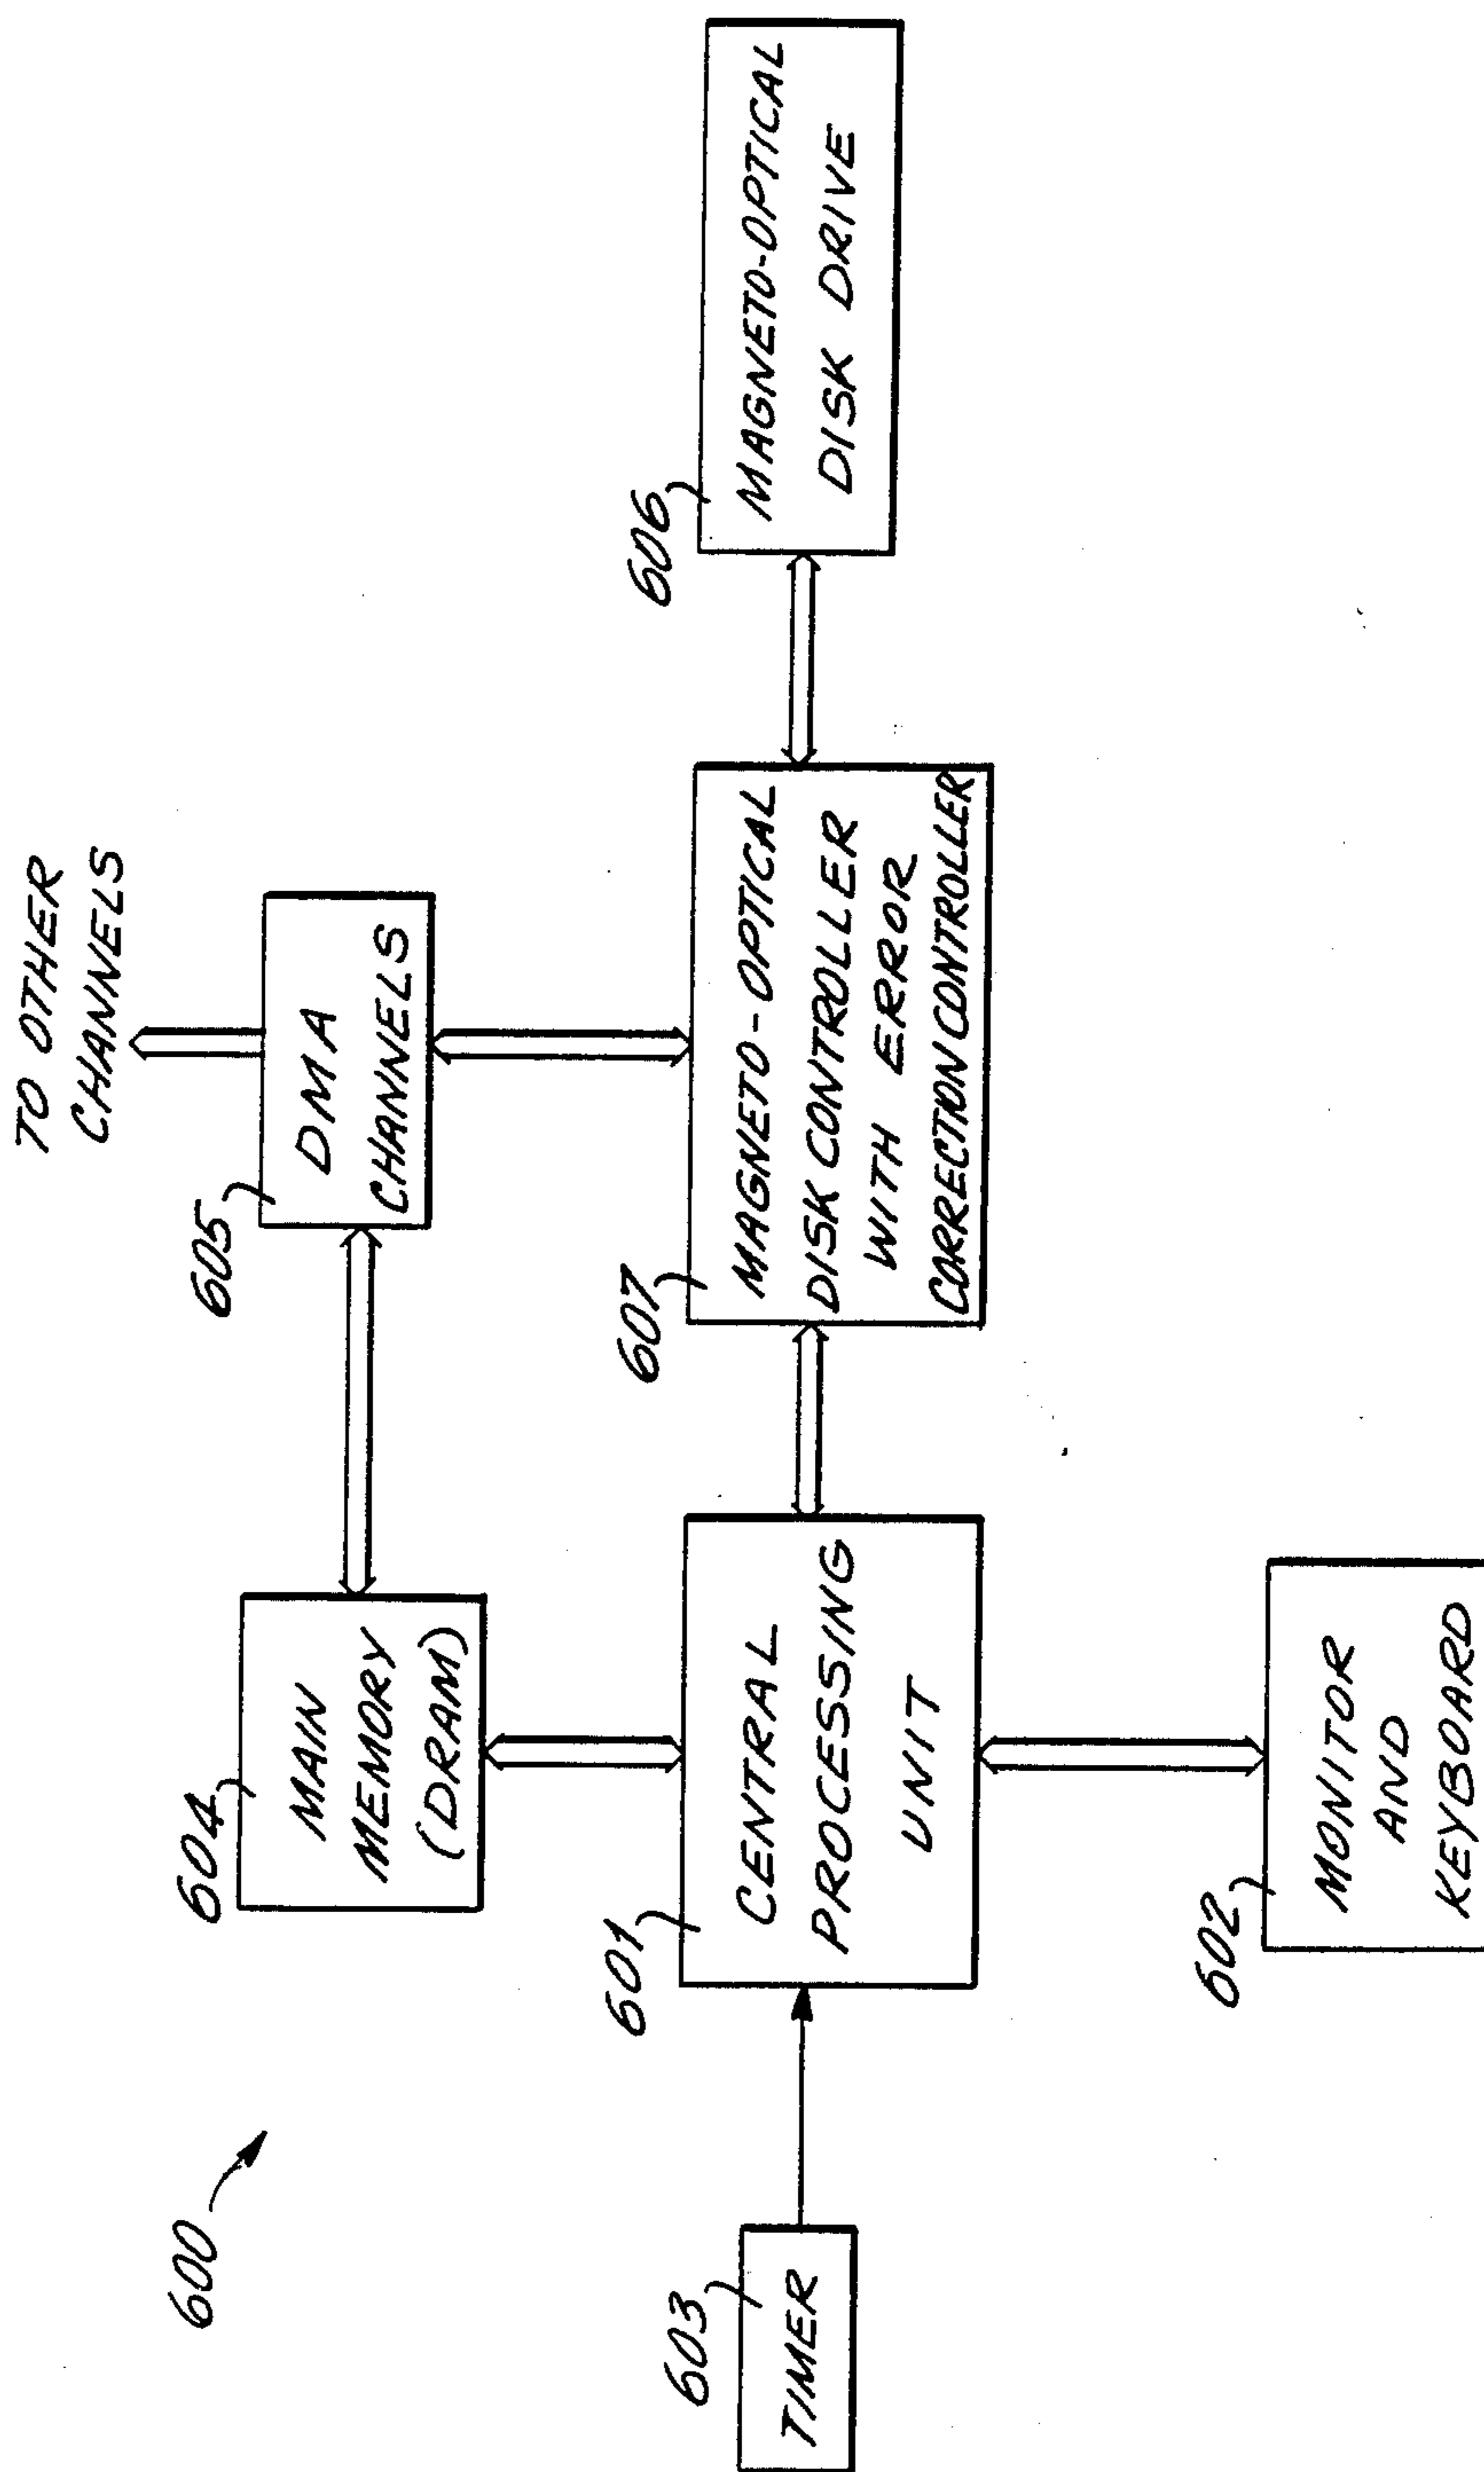 600
TO OTHER
CHANNELS
604
MAIN
MEMORY
(DRAM)
605
DMA
CHANNELS
603
TIMER
601
CENTRAL
PROCESSING
UNIT
607
MAGNETO-OPTICAL
DISK CONTROLLER
WITH ERROR
CORRECTION CONTROLLER
606
MAGNETO-OPTICAL
DISK DRIVE
602
MONITOR
AND
KEYBOARD